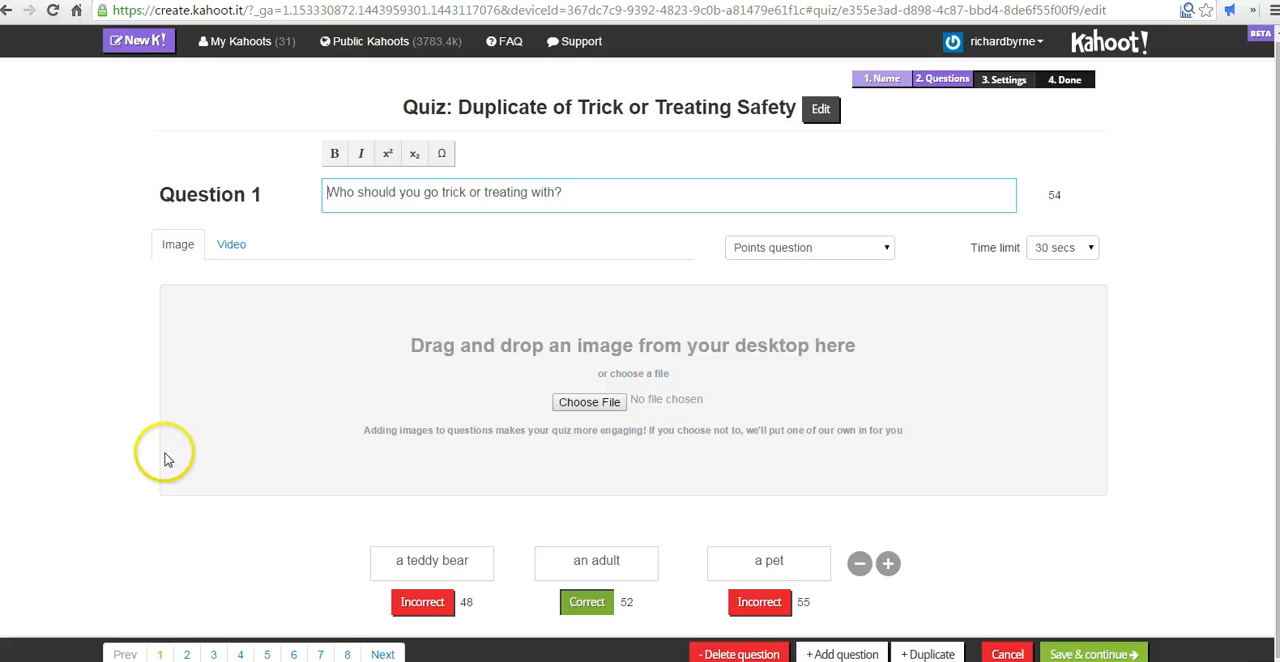 https://create.kahoot.it/?_ga=1.153330872.1443959301.1443117076&deviceId=367dc7c9-9392-4823-9c0b-a81479e61f1c#quiz/e355e3ad-d898-4c87-bbd4-8de6f55f00f9/edit
New K! My Kahoots (31) Public Kahoots (3783.4k) FAQ Support richardbyrne Kahoot! BETA
1. Name 2. Questions 3. Settings 4. Done
Quiz: Duplicate of Trick or Treating Safety Edit
B I x² x₂ Ω
Question 1 Who should you go trick or treating with? 54
Image Video Points question Time limit 30 secs
Drag and drop an image from your desktop here
or choose a file
Choose File No file chosen
Adding images to questions makes your quiz more engaging! If you choose not to, we'll put one of our own in for you
a teddy bear an adult a pet
Incorrect 48 Correct 52 Incorrect 55
Prev 1 2 3 4 5 6 7 8 Next - Delete question + Add question + Duplicate Cancel Save & continue